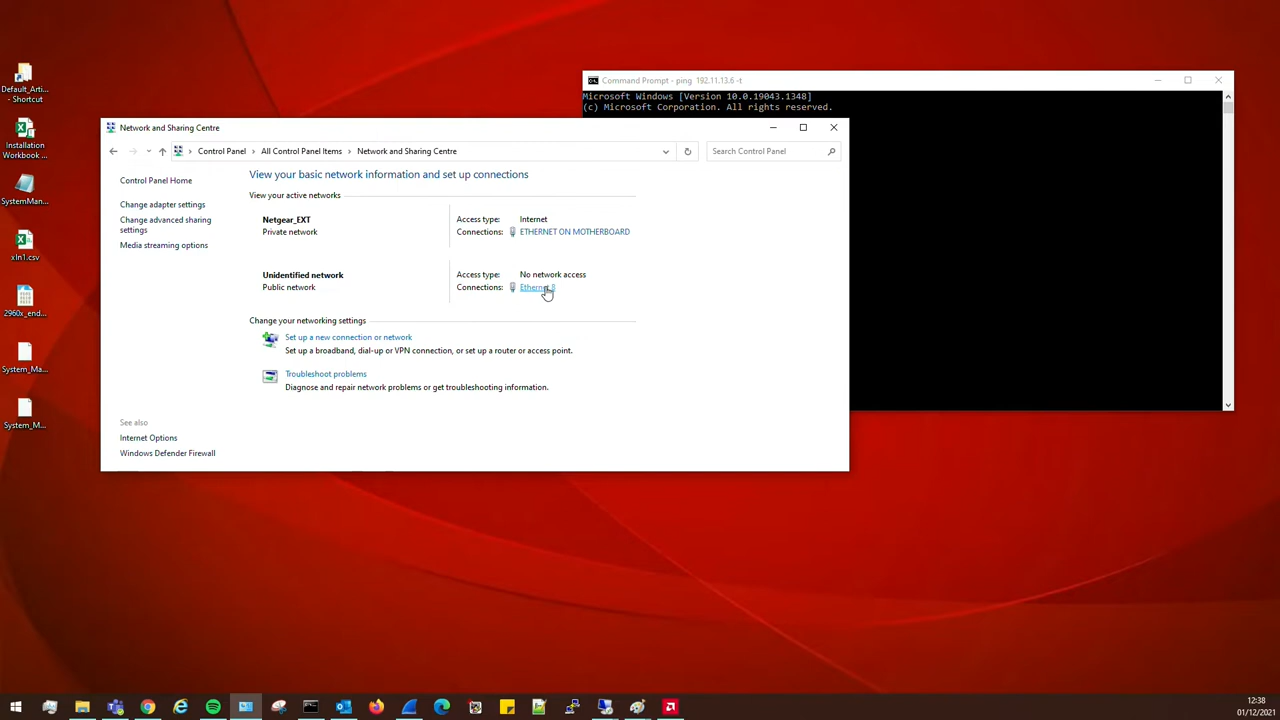 Default_Arti...
- Shortcut
Installation
Workbook ...
SystemMan...
xIn1.csv
2960x_end...
System_Ma...
System_M...
Command Prompt - ping 192.11.13.6 -t
Microsoft Windows [Version 10.0.19043.1348]
(c) Microsoft Corporation. All rights reserved.
Network and Sharing Centre
Control Panel > All Control Panel Items > Network and Sharing Centre
Search Control Panel
Control Panel Home
Change adapter settings
Change advanced sharing
settings
Media streaming options
See also
Internet Options
Windows Defender Firewall
View your basic network information and set up connections
View your active networks
Netgear_EXT
Private network
Access type: Internet
Connections: ETHERNET ON MOTHERBOARD
Unidentified network
Public network
Access type: No network access
Connections: Ethernet
Change your networking settings
Set up a new connection or network
Set up a broadband, dial-up or VPN connection, or set up a router or access point.
Troubleshoot problems
Diagnose and repair network problems or get troubleshooting information.
12:38
01/12/2021